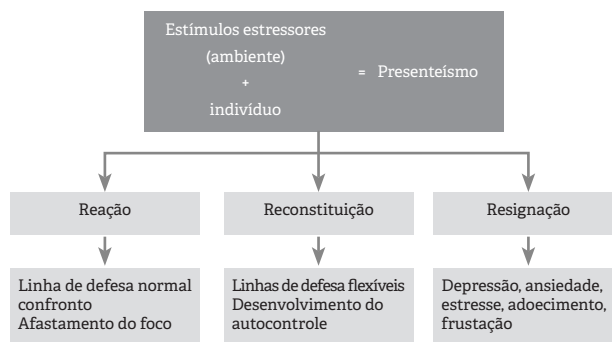 Estímulos estressores
(ambiente)
+
indivíduo
= Presenteísmo
Reação
Reconstituição
Resignação
Linha de defesa normal
confronto
Afastamento do foco
Linhas de defesa flexíveis
Desenvolvimento do
autocontrole
Depressão, ansiedade,
estresse, adoecimento,
frustação